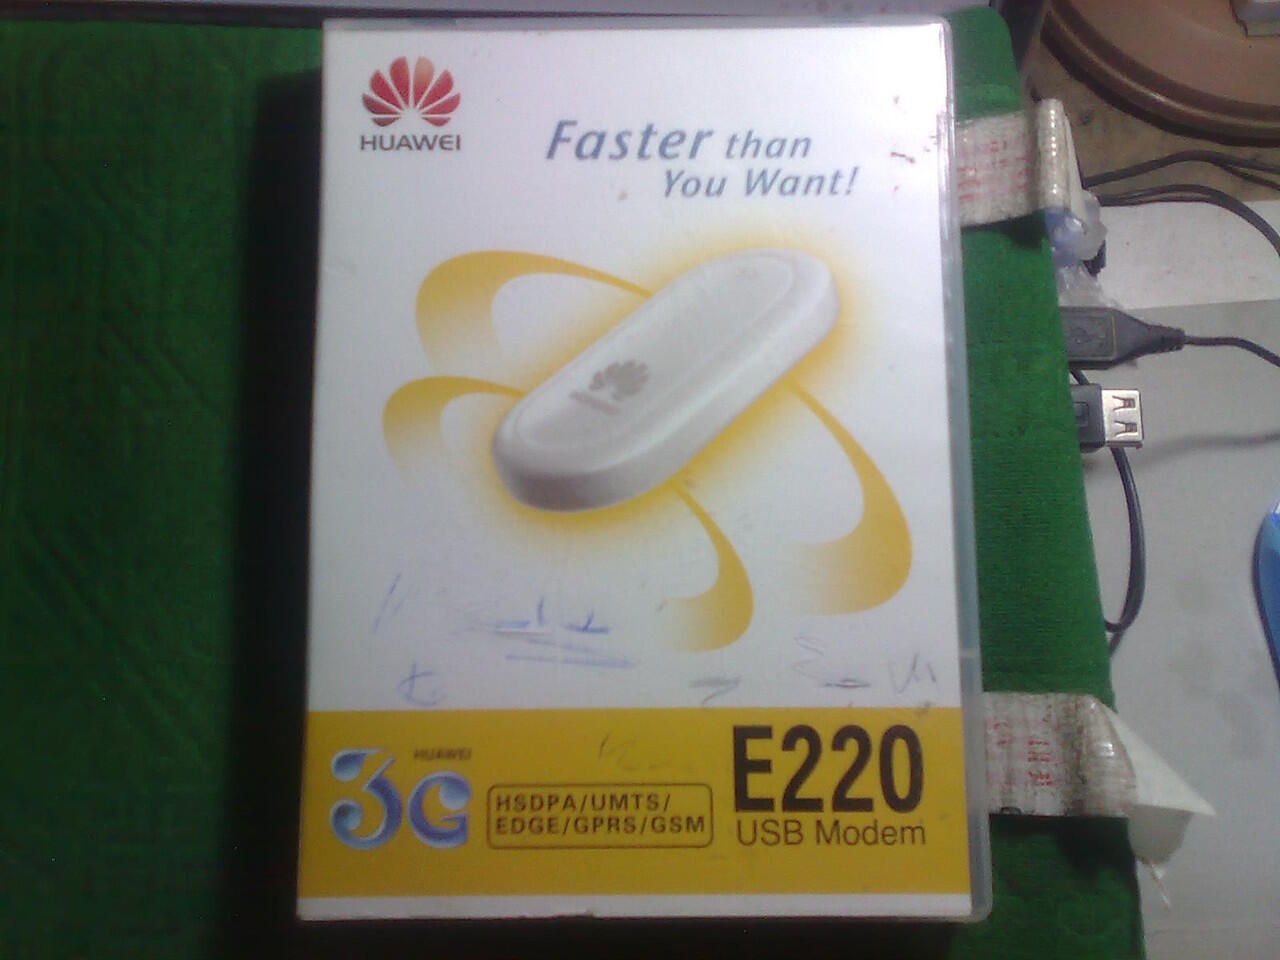 HUAWEI
Faster than
You Want!
HUAWEI
3G
HSDPA/UMTS/
EDGE/GPRS/GSM
E220
USB Modem